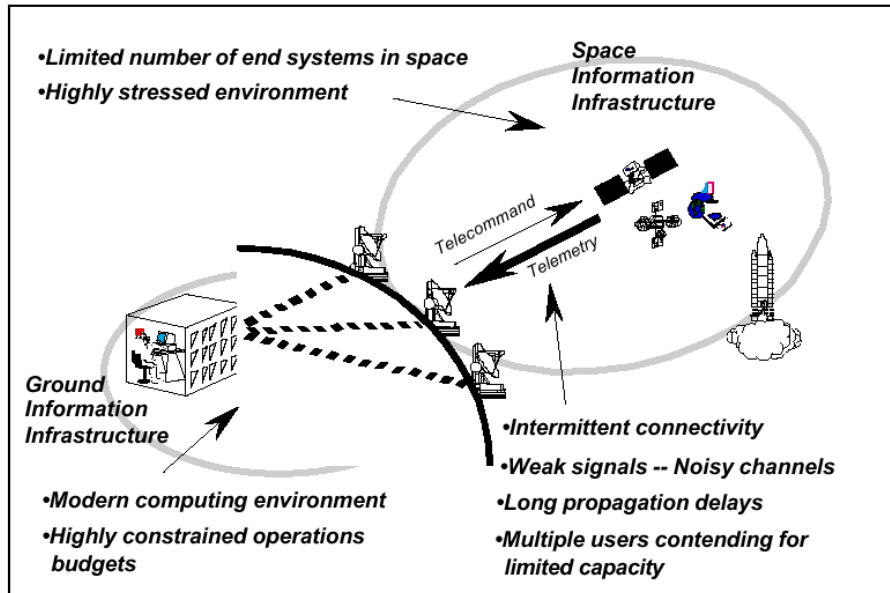 •Limited number of end systems in space
•Highly stressed environment
Space
Information
Infrastructure
Telecommand
Telemetry
Ground
Information
Infrastructure
•Modern computing environment
•Highly constrained operations
budgets
•Intermittent connectivity
•Weak signals -- Noisy channels
•Long propagation delays
•Multiple users contending for
limited capacity